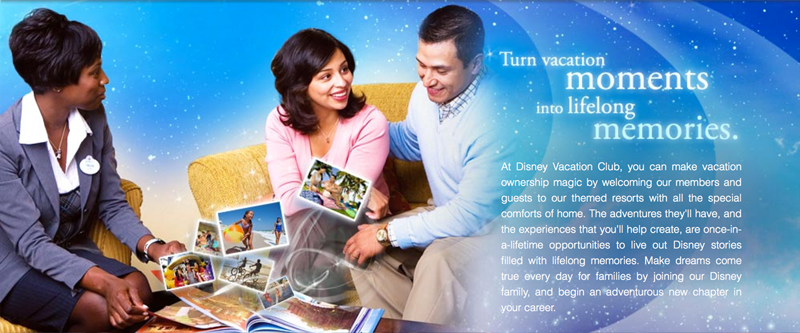 Turn vacation
moments
into lifelong
memories.
At Disney Vacation Club, you can make vacation
ownership magic by welcoming our members and
guests to our themed resorts with all the special
comforts of home. The adventures they'll have, and
the experiences that you'll help create, are once-in-
a-lifetime opportunities to live out Disney stories
filled with lifelong memories. Make dreams come
true every day for families by joining our Disney
family, and begin an adventurous new chapter in
your career.